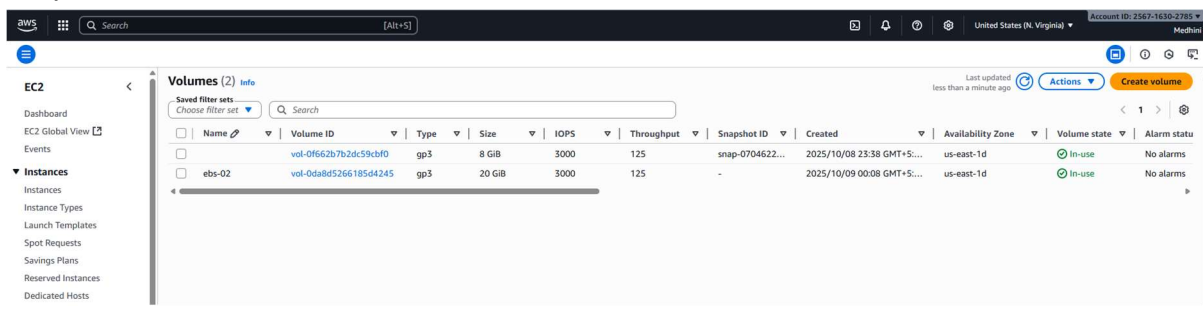 aws Search [Alt+S] United States (N. Virginia) Account ID: 2567-1630-2785
Medhini
EC2
Dashboard
EC2 Global View
Events
Instances
Instances
Instance Types
Launch Templates
Spot Requests
Savings Plans
Reserved Instances
Dedicated Hosts
Volumes (2) Info
Last updated
less than a minute ago
Actions
Create volume
Saved filter sets
Choose filter set Search
1
Name Volume ID Type Size IOPS Throughput Snapshot ID Created Availability Zone Volume state Alarm statu
vol-0f662b7b2dc59cbf0 gp3 8 GiB 3000 125 snap-0704622... 2025/10/08 23:38 GMT+5:... us-east-1d In-use No alarms
ebs-02 vol-0da8d5266185d4245 gp3 20 GiB 3000 125 - 2025/10/09 00:08 GMT+5:... us-east-1d In-use No alarms